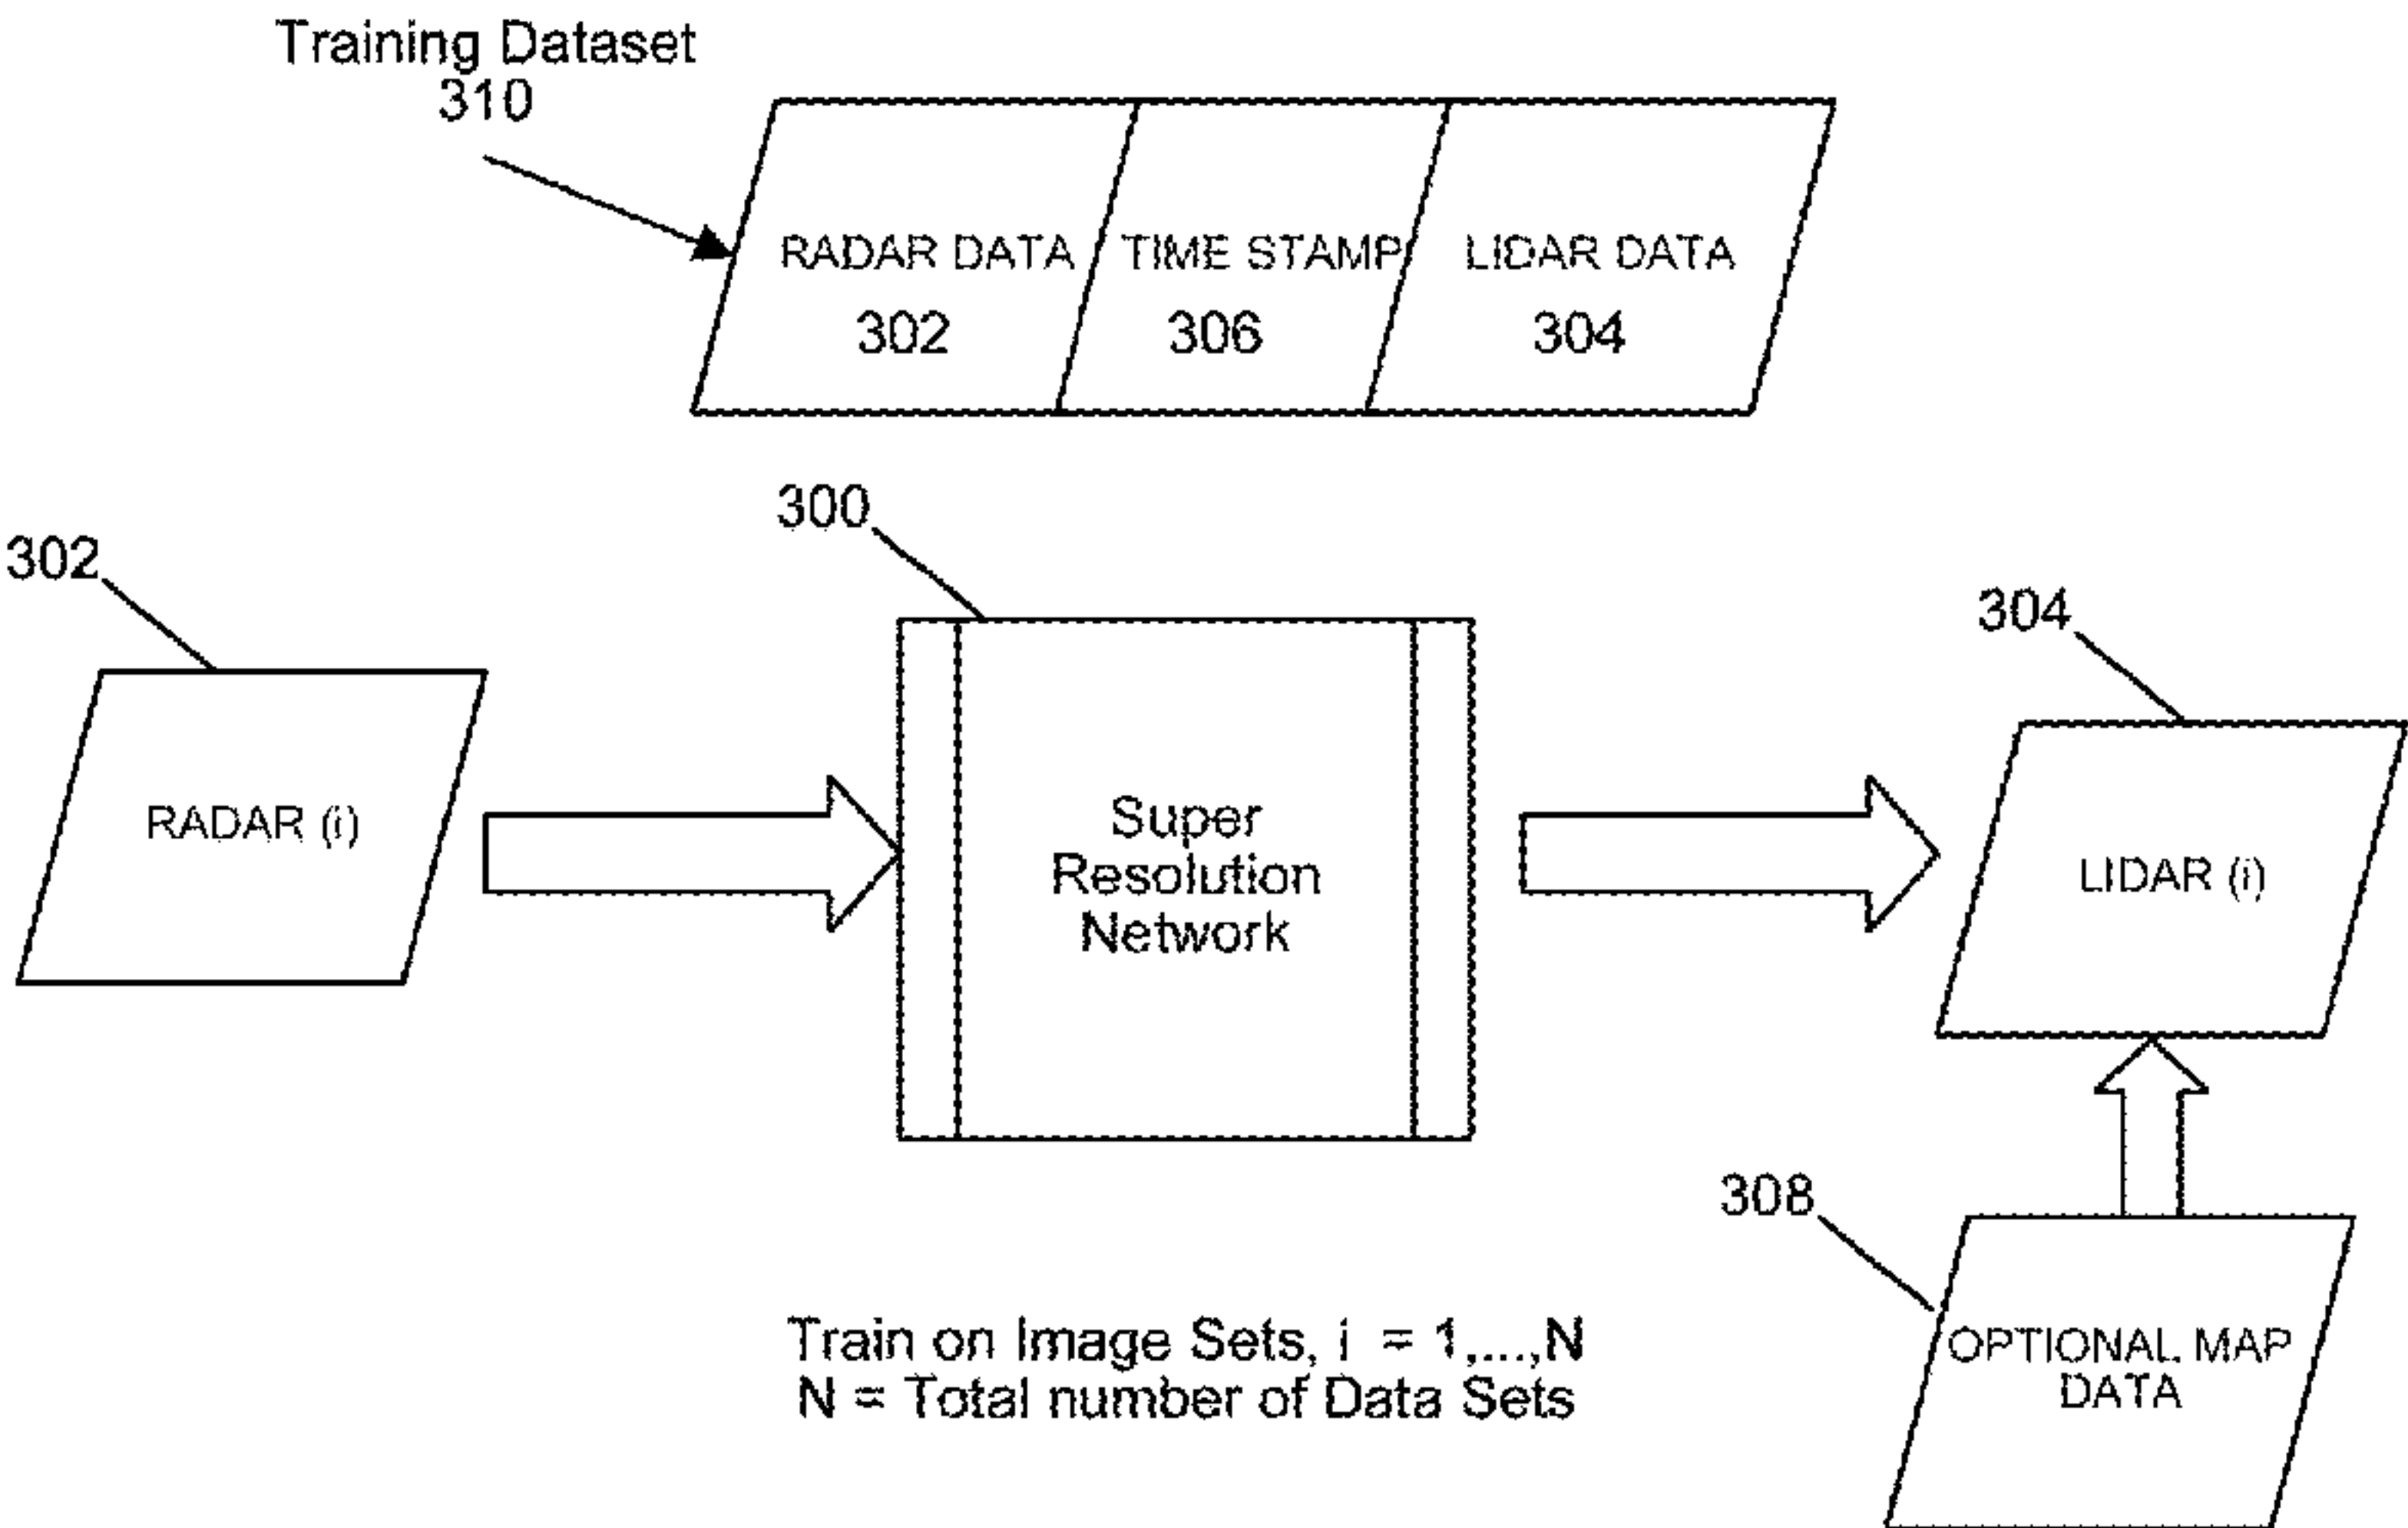 Training Dataset
310
RADAR DATA
302
TIME STAMP
306
LIDAR DATA
304
300
302
304
RADAR (i)
Super
Resolution
Network
LIDAR (i)
308
OPTIONAL MAP
DATA
Train on Image Sets, i = 1,...,N
N = Total number of Data Sets